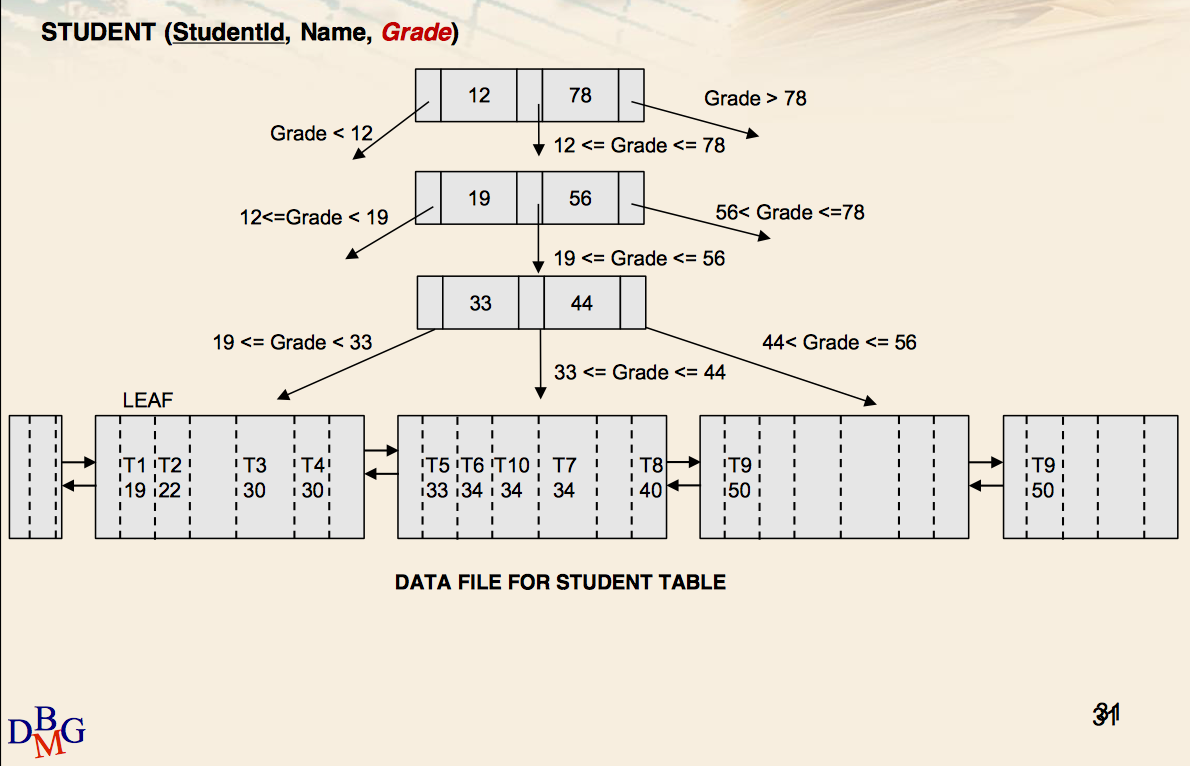 STUDENT (StudentId, Name, Grade)
12 78
Grade > 78
Grade < 12
12 <= Grade <= 78
19 56
12<=Grade < 19
56< Grade <=78
19 <= Grade <= 56
33 44
19 <= Grade < 33
44< Grade <= 56
33 <= Grade <= 44
LEAF
T1 T2 T3 T4 T5 T6 T10 T7 T8 T9 T9
19 22 30 30 33 34 34 34 40 50 50
DATA FILE FOR STUDENT TABLE
DBMG